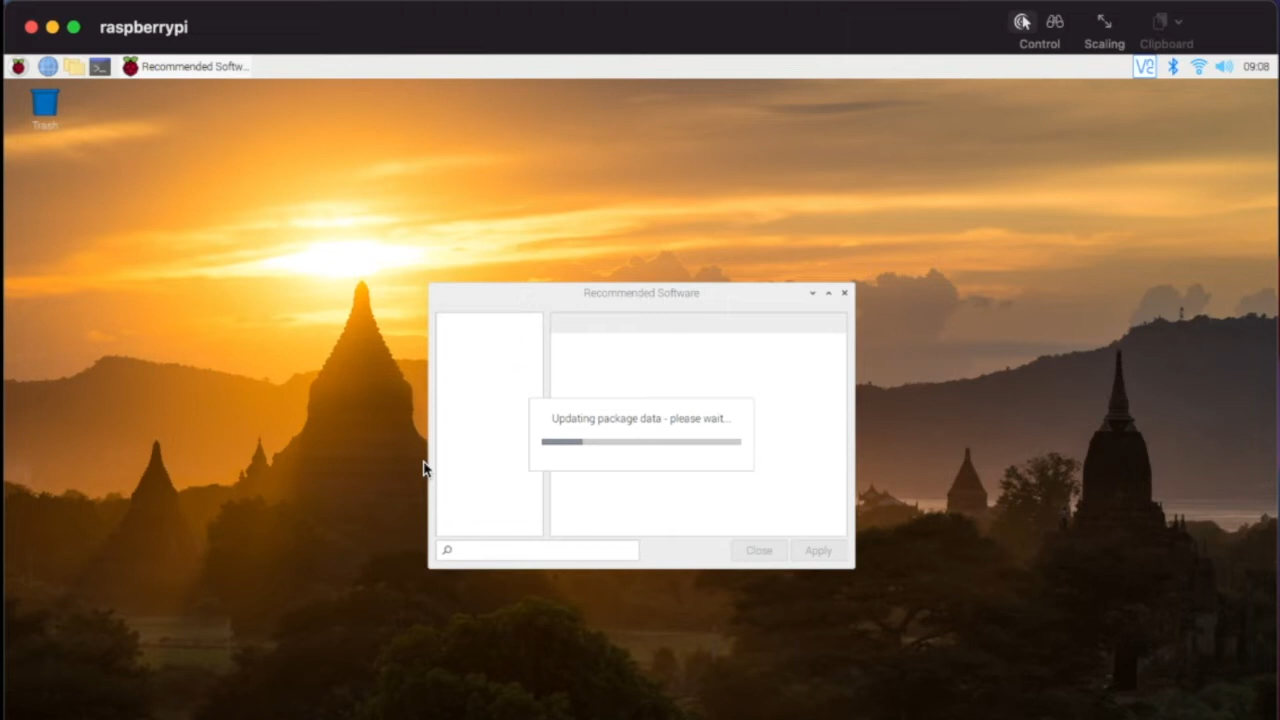 raspberrypi
Control
Scaling
Clipboard
>_
Recommended Softw...
V2
09:08
Trash
Recommended Software
Updating package data - please wait...
Close
Apply